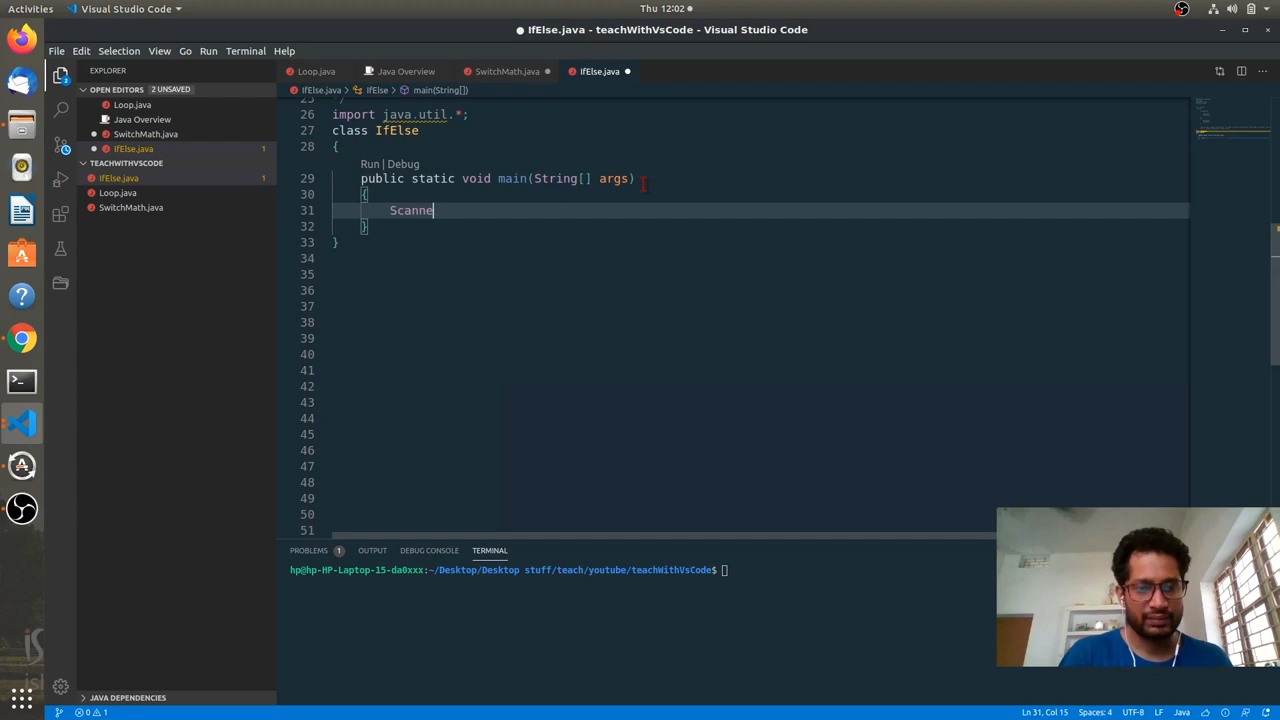 Activities
Visual Studio Code
Thu 12:02
IfElse.java - teachWithVsCode - Visual Studio Code
File Edit Selection View Go Run Terminal Help
EXPLORER
Loop.java
Java Overview
SwitchMath.java
IfElse.java
OPEN EDITORS 2 UNSAVED
IfElse.java > IfElse > main(String[])
Loop.java
Java Overview
SwitchMath.java
IfElse.java 1
TEACHWITHVSCODE
IfElse.java 1
Loop.java
SwitchMath.java
25 */
26 import java.util.*;
27 class IfElse
28 {
Run | Debug
29 public static void main(String[] args)
30 {
31 Scanne
32 }
33 }
34
35
36
37
38
39
40
41
42
43
44
45
46
47
48
49
50
51
PROBLEMS 1 OUTPUT DEBUG CONSOLE TERMINAL
hp@hp-HP-Laptop-15-da0xxx:~/Desktop/Desktop stuff/teach/youtube/teachWithVsCode$
JAVA DEPENDENCIES
0 1
Ln 31, Col 15 Spaces: 4 UTF-8 LF Java